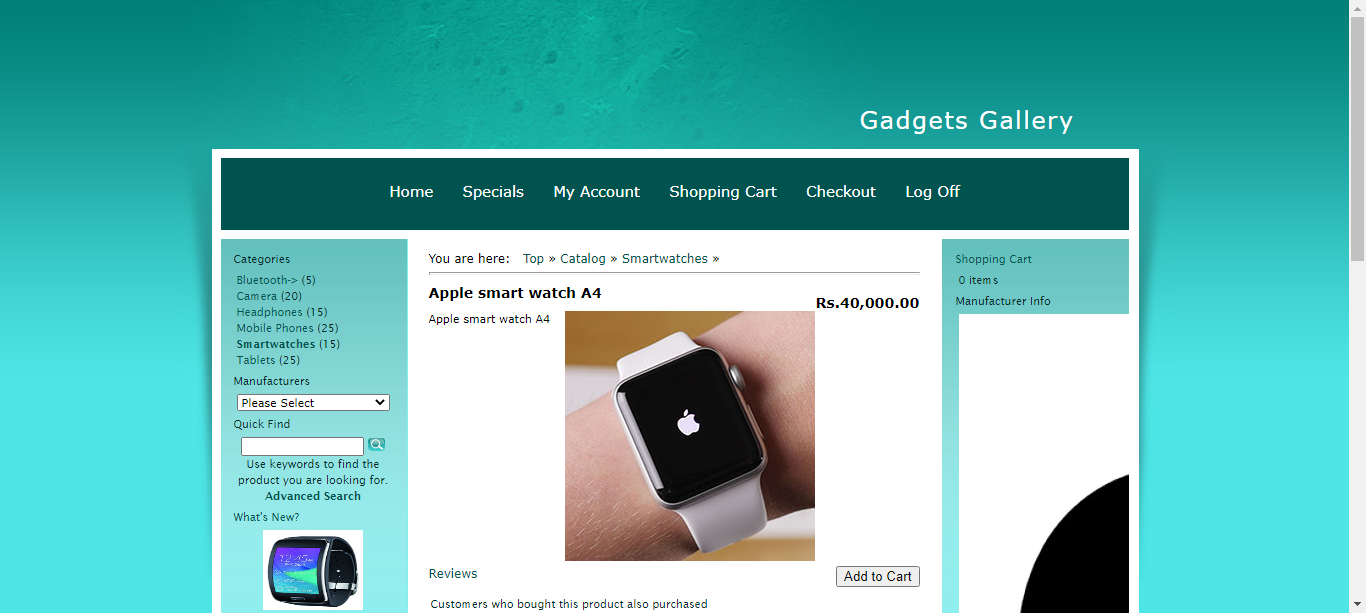 Gadgets Gallery
Home Specials My Account Shopping Cart Checkout Log Off
Categories
Bluetooth-> (5)
Camera (20)
Headphones (15)
Mobile Phones (25)
Smartwatches (15)
Tablets (25)
Manufacturers
Please Select
Quick Find
Use keywords to find the
product you are looking for.
Advanced Search
What's New?
You are here: Top » Catalog » Smartwatches »
Apple smart watch A4
Rs.40,000.00
Apple smart watch A4
Reviews
Add to Cart
Customers who bought this product also purchased
Shopping Cart
0 items
Manufacturer Info